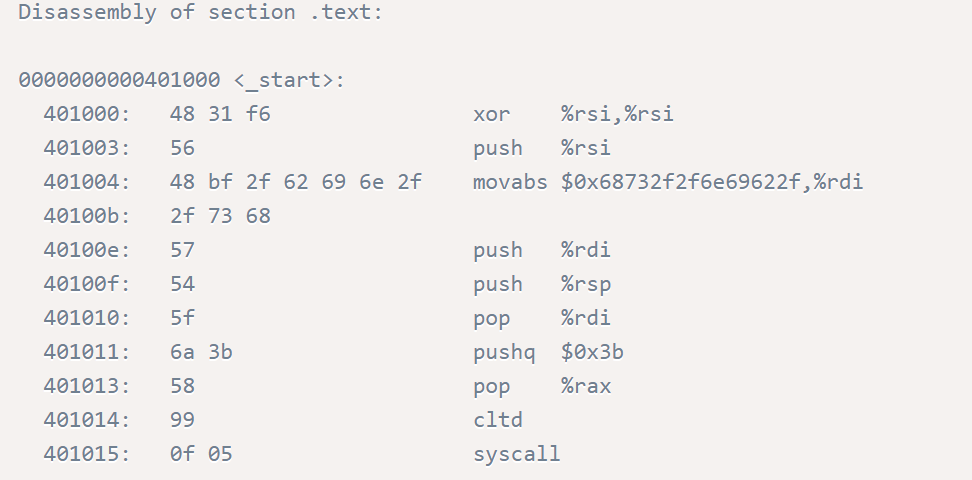 Disassembly of section .text:
0000000000401000 <_start>:
401000: 48 31 f6 xor %rsi,%rsi
401003: 56 push %rsi
401004: 48 bf 2f 62 69 6e 2f movabs $0x68732f2f6e69622f,%rdi
40100b: 2f 73 68
40100e: 57 push %rdi
40100f: 54 push %rsp
401010: 5f pop %rdi
401011: 6a 3b pushq $0x3b
401013: 58 pop %rax
401014: 99 cltd
401015: 0f 05 syscall